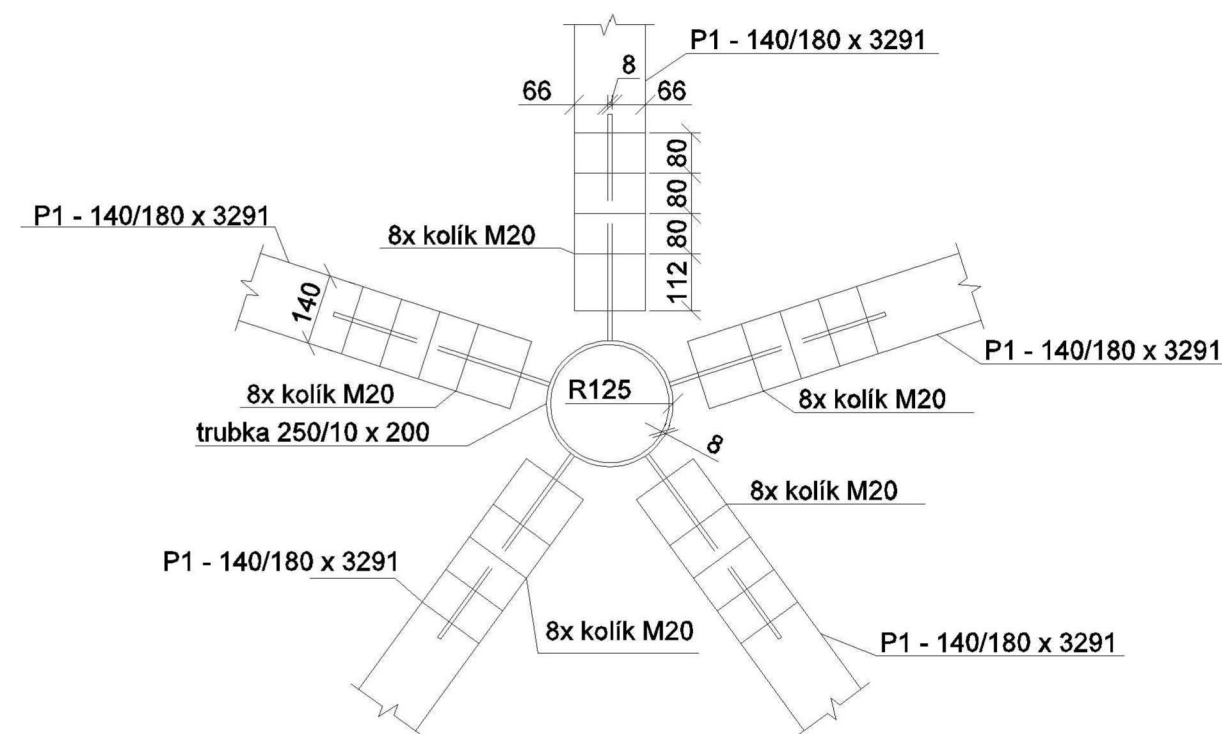 P1 - 140/180 x 3291
8
66
66
80
80
80
112
8x kolík M20
P1 - 140/180 x 3291
140
8x kolík M20
trubka 250/10 x 200
R125
8
P1 - 140/180 x 3291
8x kolík M20
8x kolík M20
P1 - 140/180 x 3291
8x kolík M20
P1 - 140/180 x 3291